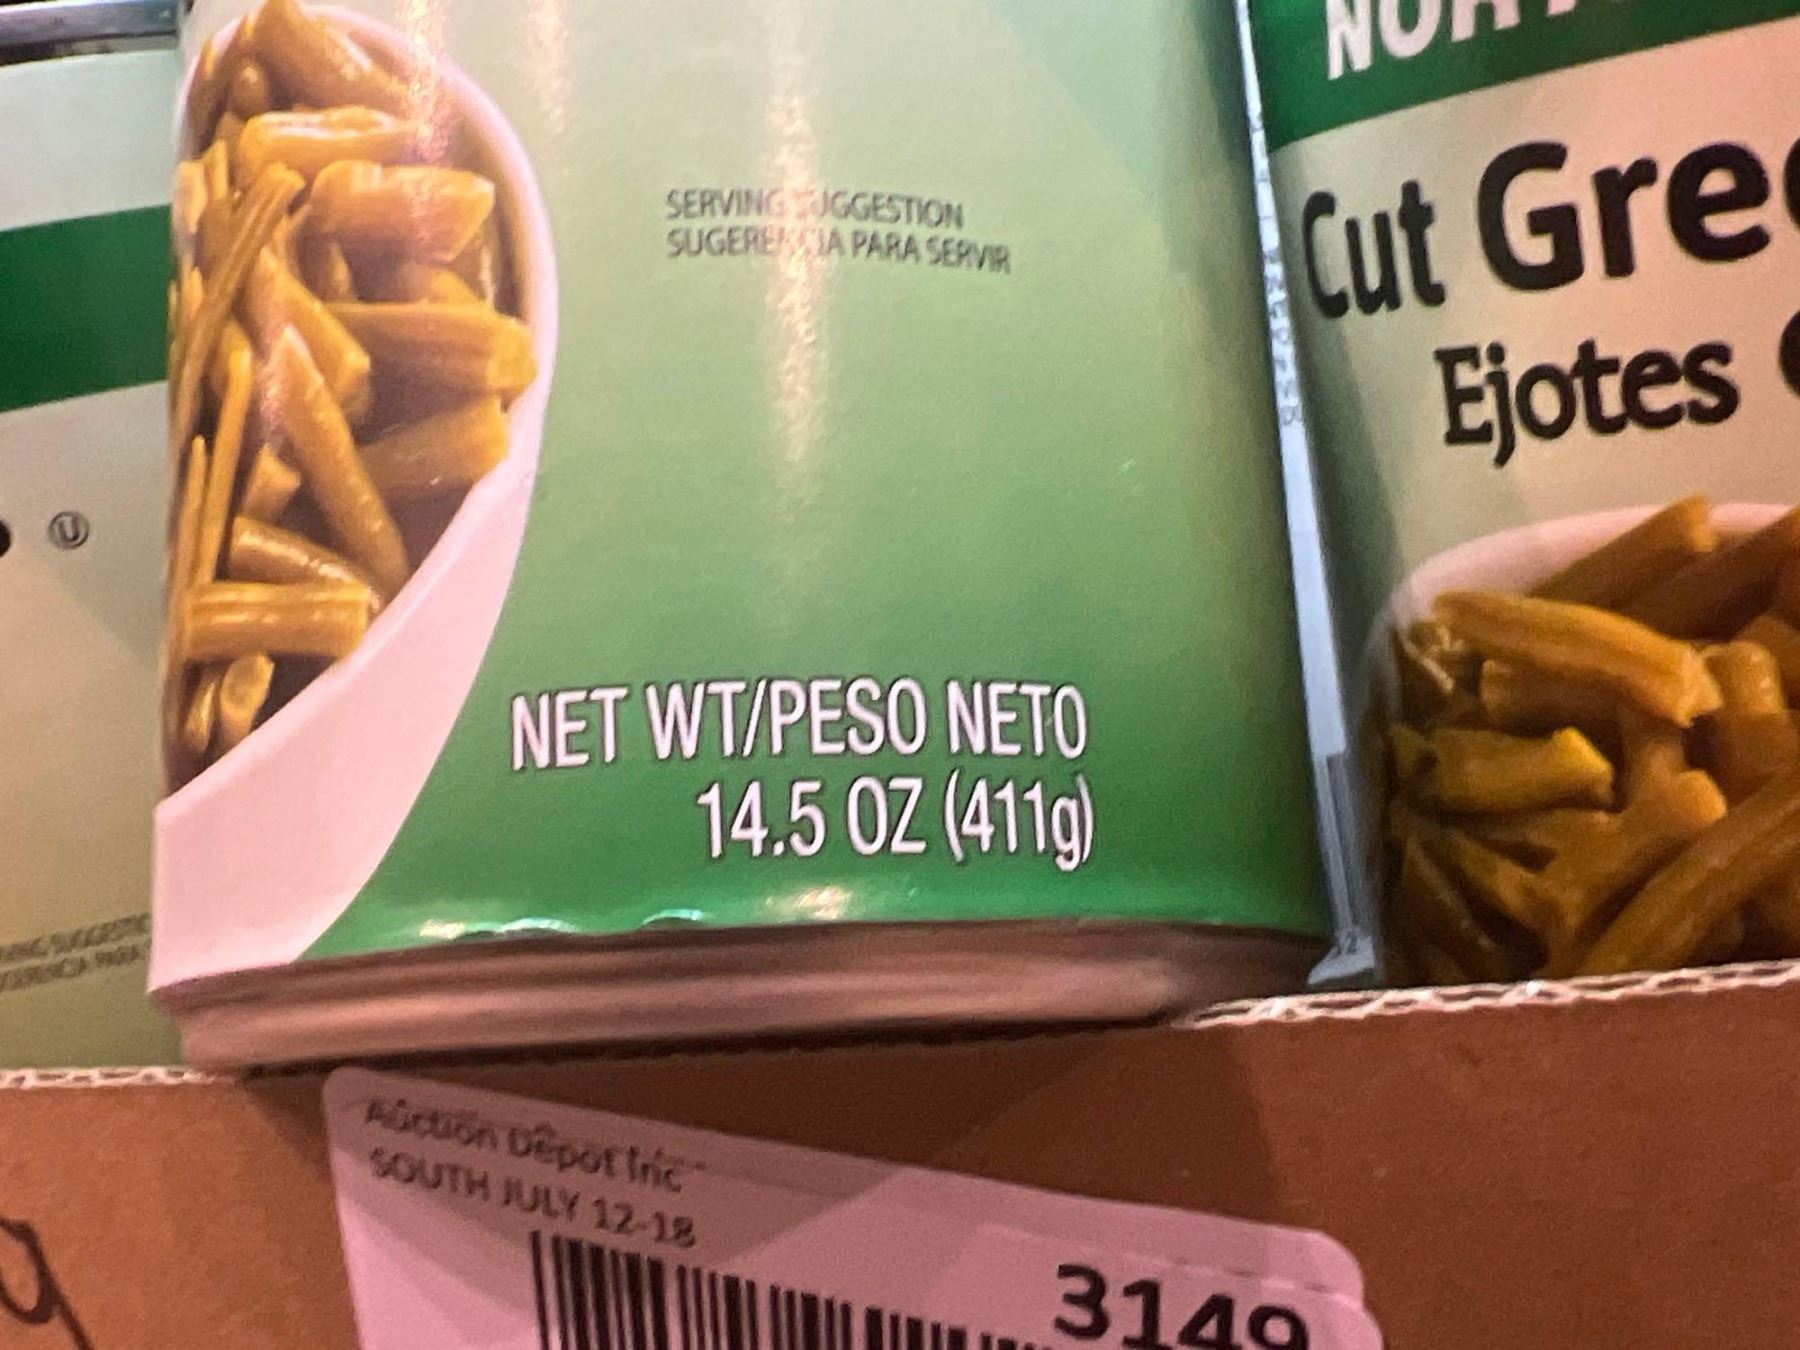 SERVING SUGGESTION
SUGERENCIA PARA SERVIR
NET WT/PESO NETO
14.5 OZ (411g)
Cut Gre
Ejotes
U
Auction Depot Inc
SOUTH JULY 12-18
3149